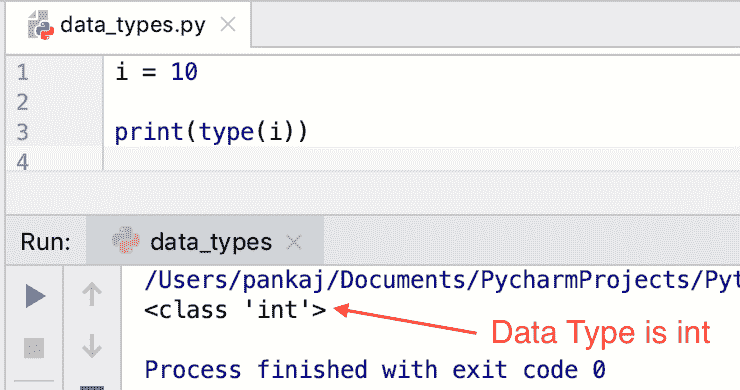 data_types.py
1 i = 10
2
3 print(type(i))
4
Run: data_types
/Users/pankaj/Documents/PycharmProjects/Pyt
<class 'int'>
Data Type is int
Process finished with exit code 0